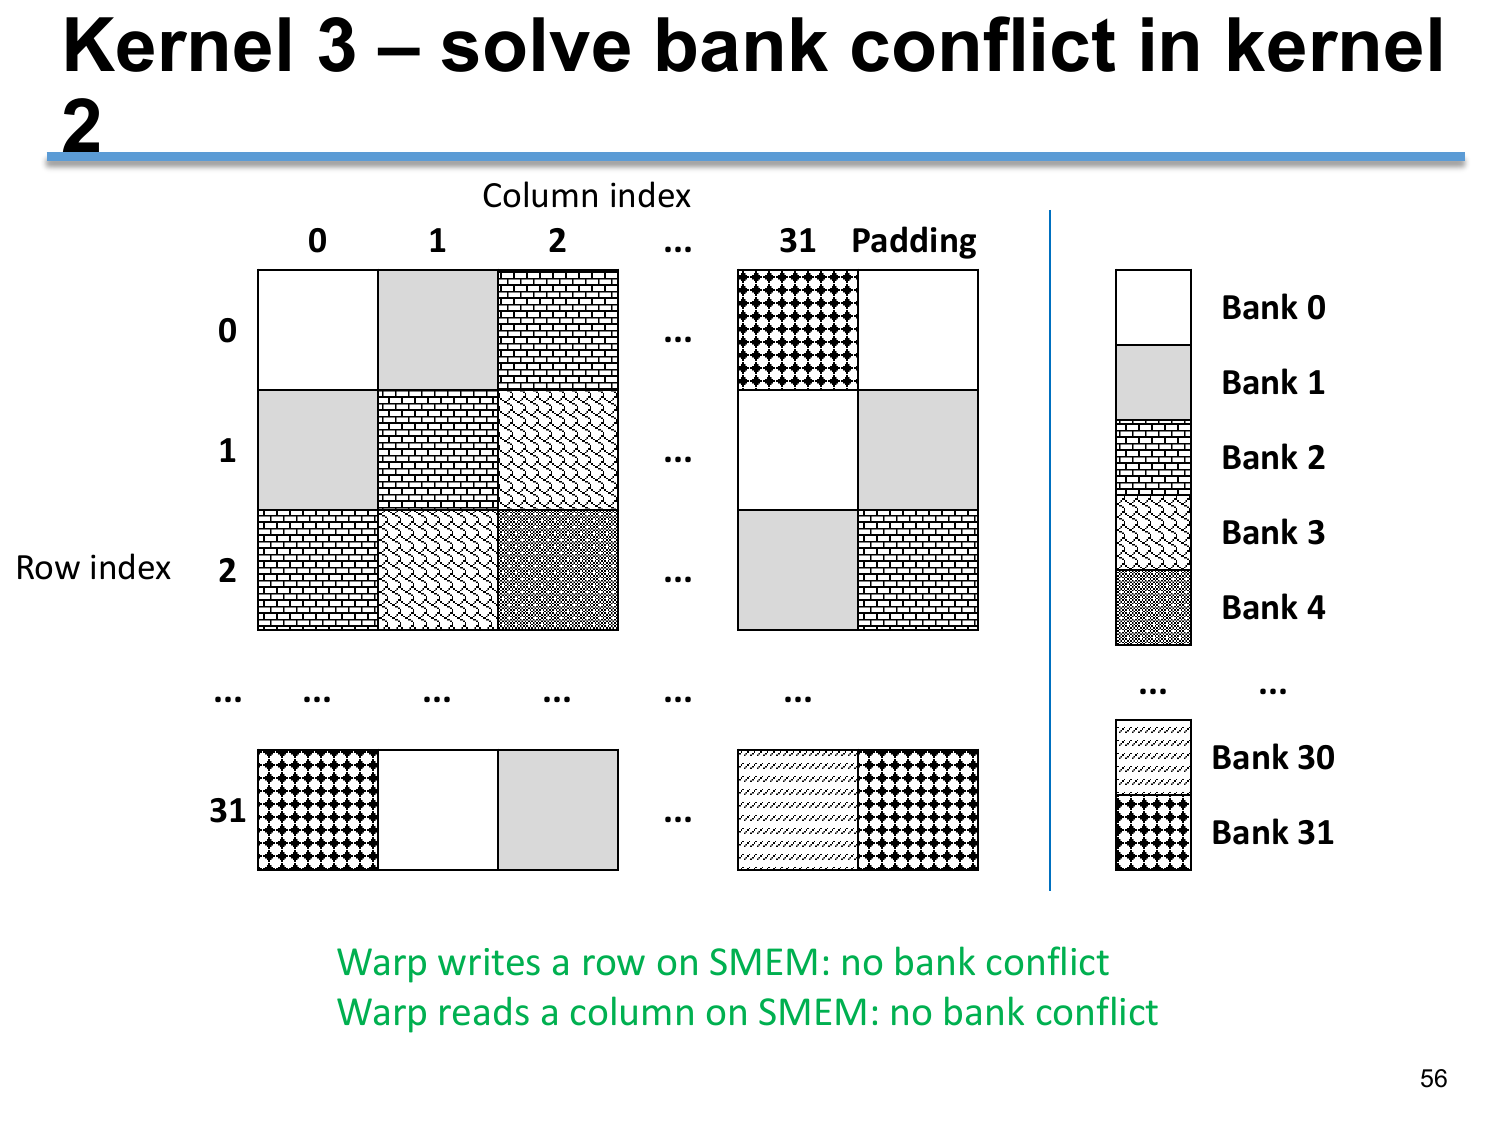 Kernel 3 – solve bank conflict in kernel
2
Column index
0 1 2 ... 31 Padding
0 ...
1 ...
Row index 2 ...
... ... ... ... ... ...
31 ...
Bank 0
Bank 1
Bank 2
Bank 3
Bank 4
... ...
Bank 30
Bank 31
Warp writes a row on SMEM: no bank conflict
Warp reads a column on SMEM: no bank conflict
56